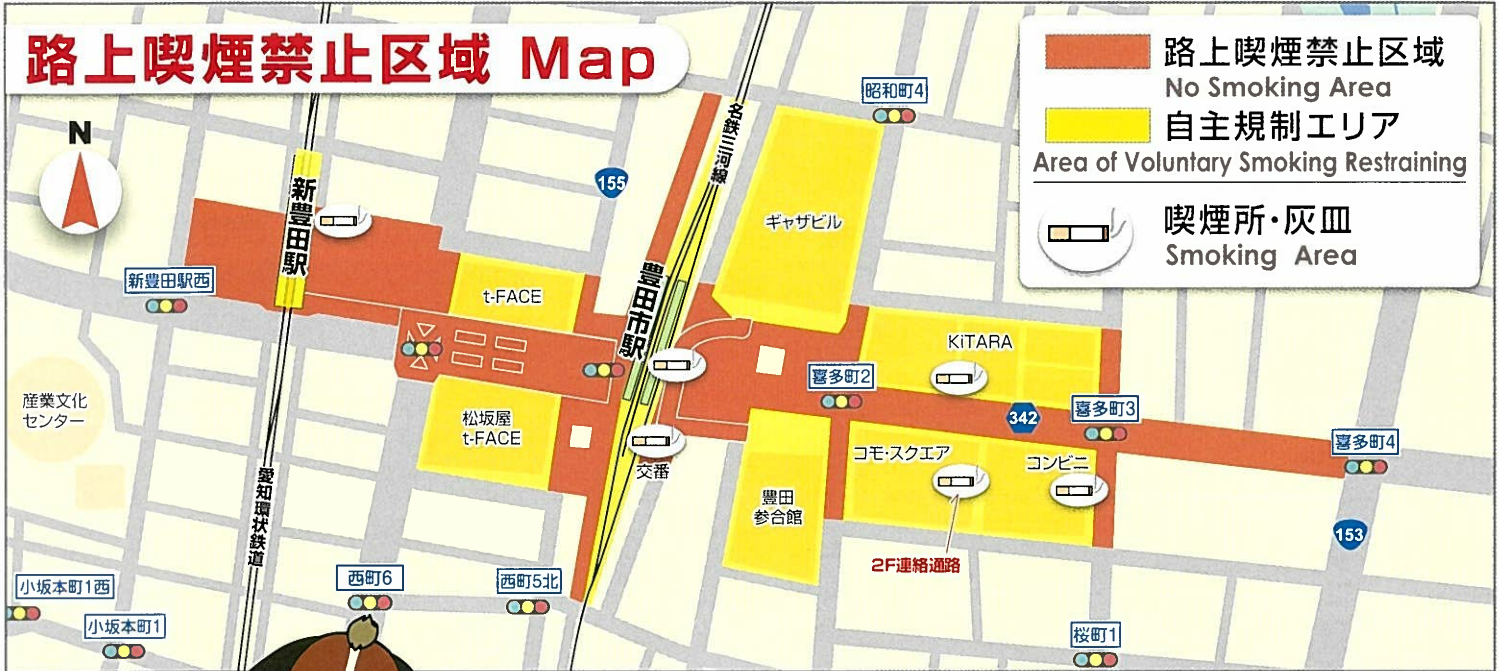 路上喫煙禁止区域 Map
路上喫煙禁止区域
No Smoking Area
自主規制エリア
Area of Voluntary Smoking Restraining
喫煙所・灰皿
Smoking Area
N
昭和町4
名鉄三河線
155
新豊田駅
ギャザビル
新豊田駅西
t-FACE
豊田市駅
KiTARA
喜多町2
産業文化
センター
松坂屋
t-FACE
342
喜多町3
喜多町4
交番
コモ・スクエア
コンビニ
豊田
参合館
愛知環状鉄道
153
2F連絡通路
小坂本町1西
西町6
西町5北
小坂本町1
桜町1